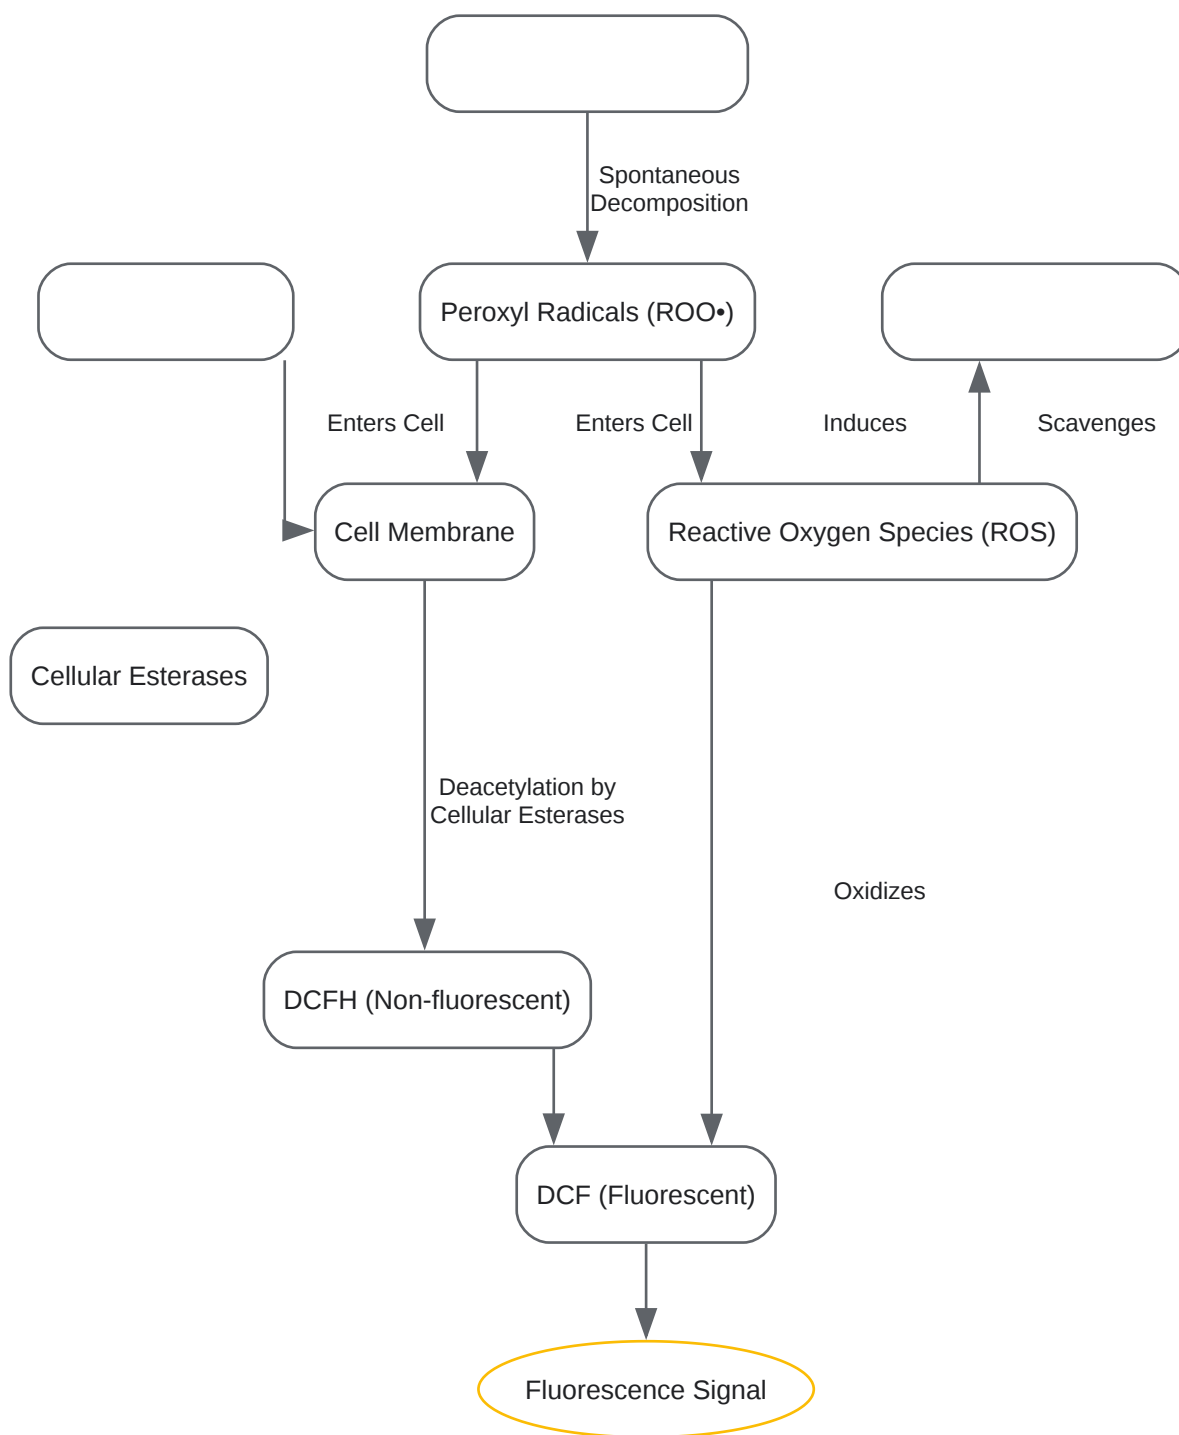 Spontaneous
Decomposition
Peroxyl Radicals (ROO•)
Enters Cell
Enters Cell
Induces
Scavenges
Cell Membrane
Reactive Oxygen Species (ROS)
Cellular Esterases
Deacetylation by
Cellular Esterases
Oxidizes
DCFH (Non-fluorescent)
DCF (Fluorescent)
Fluorescence Signal